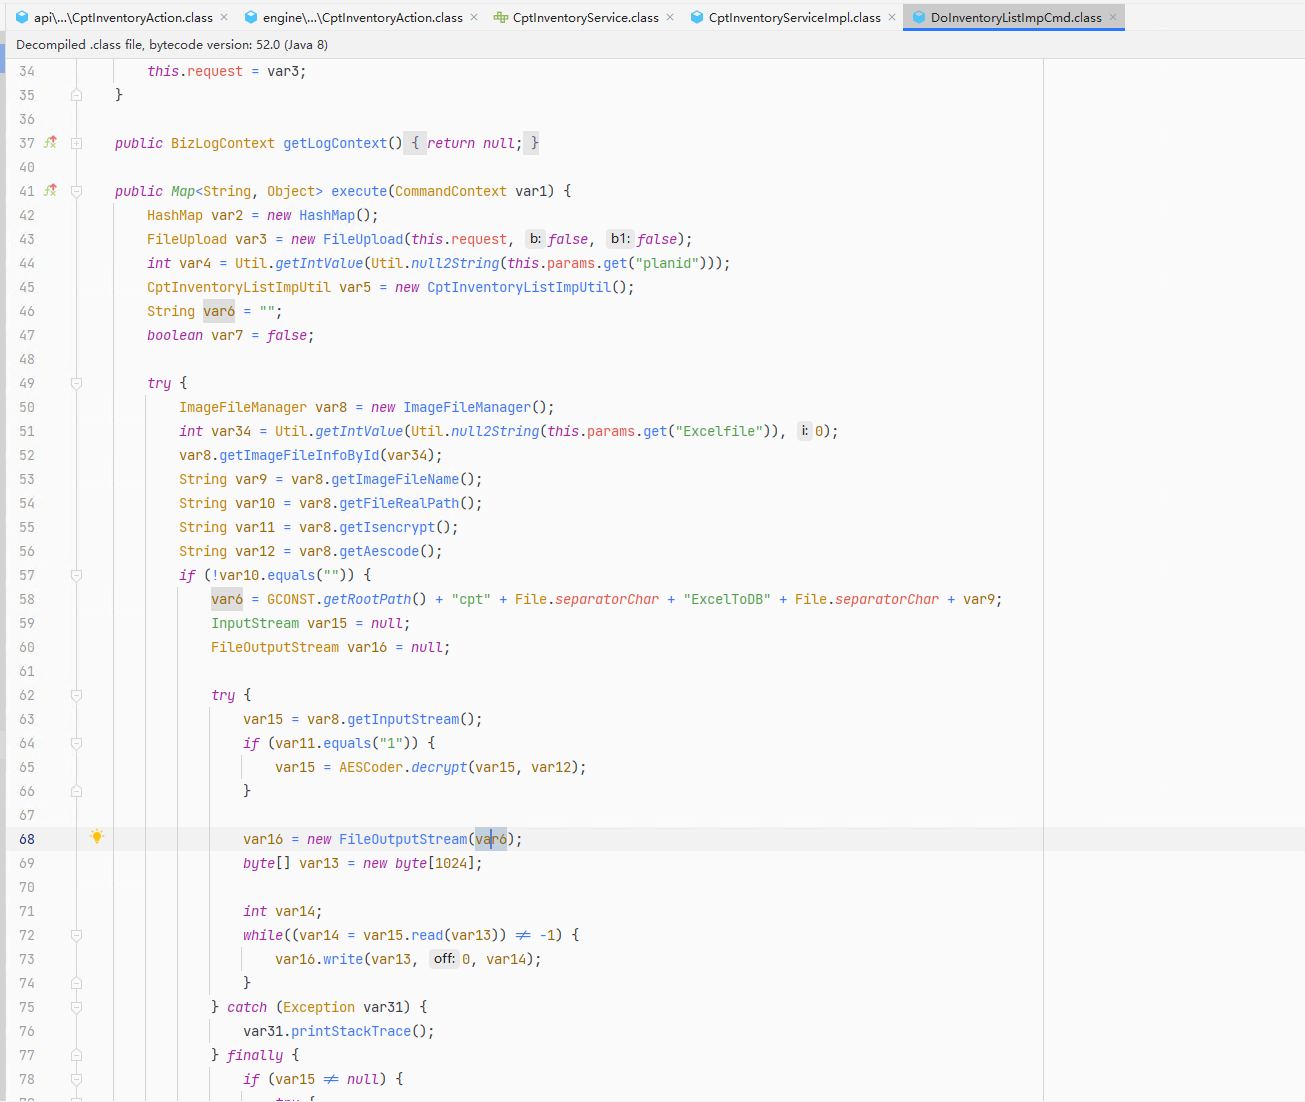 api\...\CptInventoryAction.class × engine\...\CptInventoryAction.class × CptInventoryService.class × CptInventoryServiceImpl.class × DoInventoryListImpCmd.class ×
Decompiled .class file, bytecode version: 52.0 (Java 8)
34 this.request = var3;
35 }
36
37 public BizLogContext getLogContext() { return null; }
40
41 public Map<String, Object> execute(CommandContext var1) {
42 HashMap var2 = new HashMap();
43 FileUpload var3 = new FileUpload(this.request, b: false, b1: false);
44 int var4 = Util.getIntValue(Util.null2String(this.params.get("planid")));
45 CptInventoryListImpUtil var5 = new CptInventoryListImpUtil();
46 String var6 = "";
47 boolean var7 = false;
48
49 try {
50 ImageFileManager var8 = new ImageFileManager();
51 int var34 = Util.getIntValue(Util.null2String(this.params.get("Excelfile")), i: 0);
52 var8.getImageFileInfoById(var34);
53 String var9 = var8.getImageFileName();
54 String var10 = var8.getFileRealPath();
55 String var11 = var8.getIsencrypt();
56 String var12 = var8.getAescode();
57 if (!var10.equals("")) {
58 var6 = GCONST.getRootPath() + "cpt" + File.separatorChar + "ExcelToDB" + File.separatorChar + var9;
59 InputStream var15 = null;
60 FileOutputStream var16 = null;
61
62 try {
63 var15 = var8.getInputStream();
64 if (var11.equals("1")) {
65 var15 = AESCoder.decrypt(var15, var12);
66 }
67
68 var16 = new FileOutputStream(var6);
69 byte[] var13 = new byte[1024];
70
71 int var14;
72 while((var14 = var15.read(var13)) ≠ -1) {
73 var16.write(var13, off: 0, var14);
74 }
75 } catch (Exception var31) {
76 var31.printStackTrace();
77 } finally {
78 if (var15 ≠ null) {